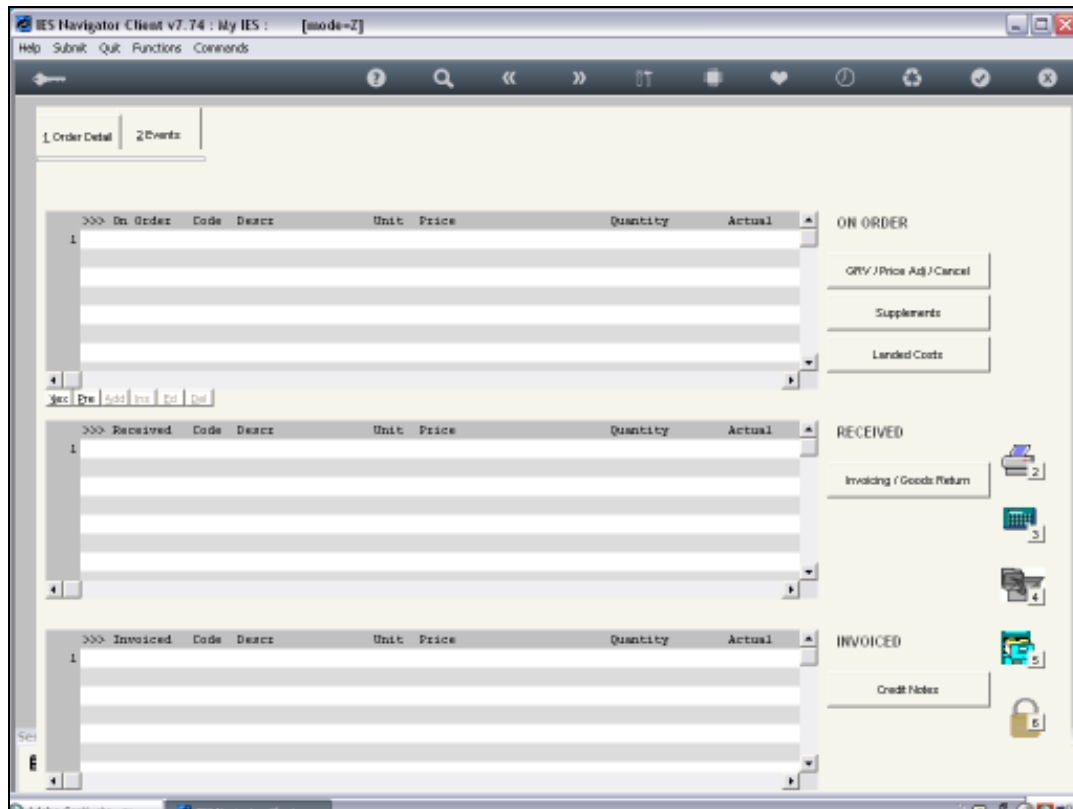 IES Navigator Client v7.74 : My IES : [mode=Z]
Help Submit Quit Functions Commands
1 Order Detail 2 Events
>>> On Order Code Descr Unit Price Quantity Actual
ON ORDER
1
GRV / Price Adj / Cancel
Supplements
Landed Costs
Nex Pre Add Ins Ed Del
>>> Received Code Descr Unit Price Quantity Actual
RECEIVED
1
2
Invoicing / Goods Return
3
4
>>> Invoiced Code Descr Unit Price Quantity Actual
INVOICED
1
5
Credit Notes
6